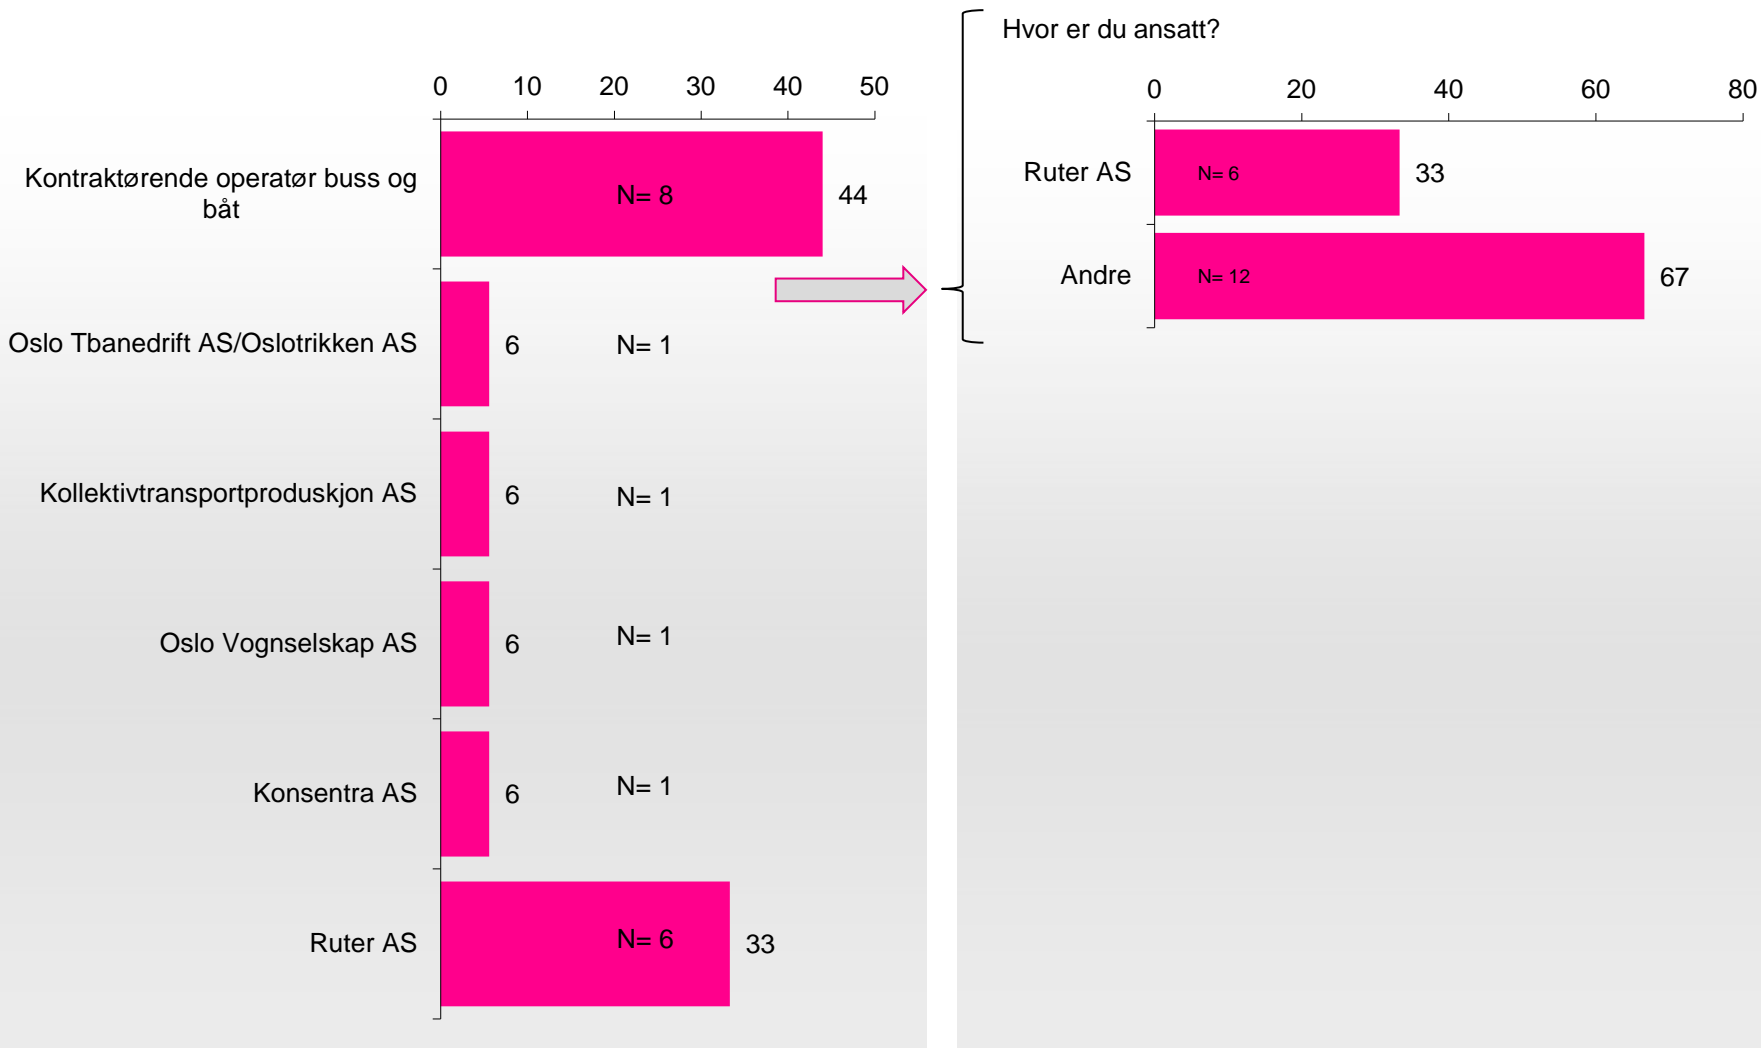 Hvor er du ansatt?
0 10 20 30 40 50
Kontraktørende operatør buss og
båt
N= 8 44
Oslo Tbanedrift AS/Oslotrikken AS 6 N= 1
Kollektivtransportproduskjon AS 6 N= 1
Oslo Vognselskap AS 6 N= 1
Konsentra AS 6 N= 1
Ruter AS N= 6 33
0 20 40 60 80
Ruter AS N= 6 33
Andre N= 12 67